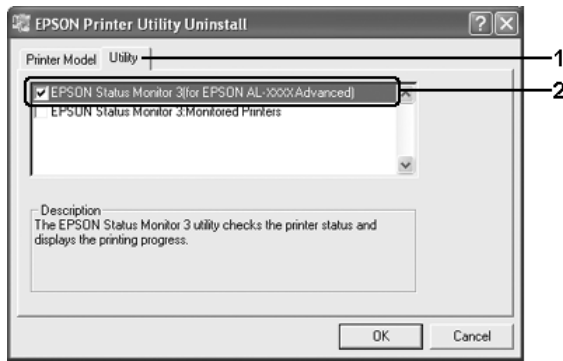 EPSON Printer Utility Uninstall
Printer Model
Utility
1
EPSON Status Monitor 3(for EPSON AL-XXXX Advanced)
2
EPSON Status Monitor 3:Monitored Printers
Description
The EPSON Status Monitor 3 utility checks the printer status and
displays the printing progress.
OK
Cancel